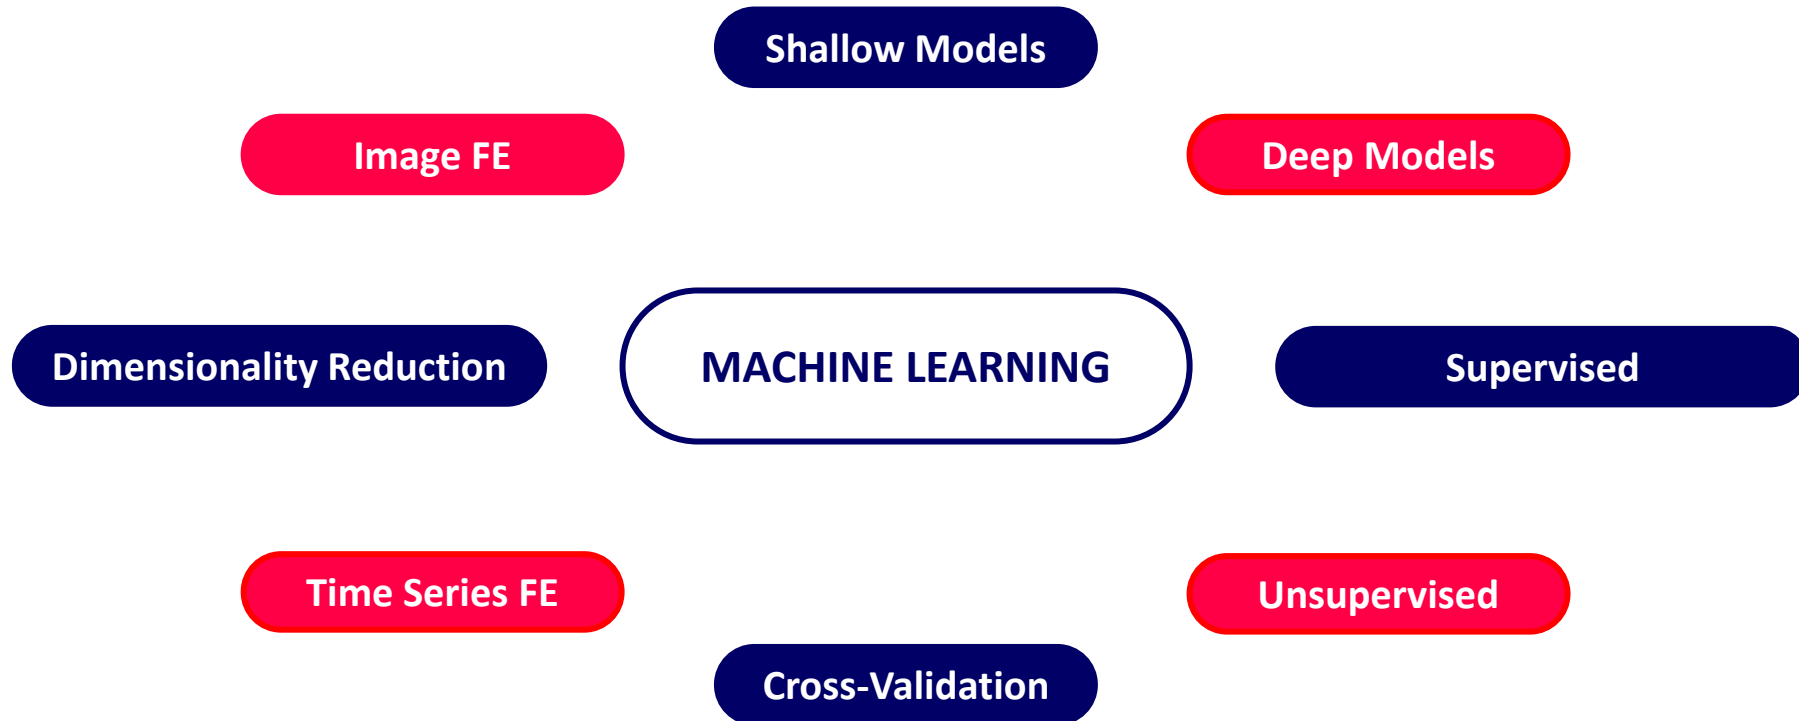 Shallow Models
Image FE
Deep Models
Dimensionality Reduction
MACHINE LEARNING
Supervised
Time Series FE
Unsupervised
Cross-Validation